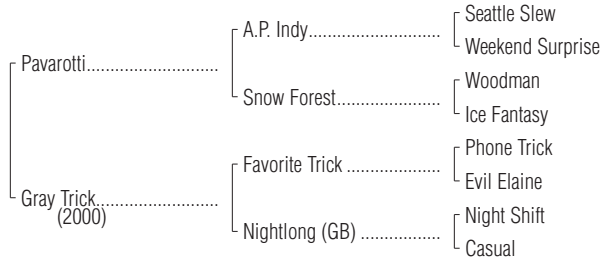 Seattle Slew
A.P. Indy................................
Weekend Surprise
Pavarotti................................
Woodman
Snow Forest.........................
Ice Fantasy
Phone Trick
Favorite Trick .......................
Evil Elaine
Gray Trick..............................
(2000)
Night Shift
Nightlong (GB) ....................
Casual